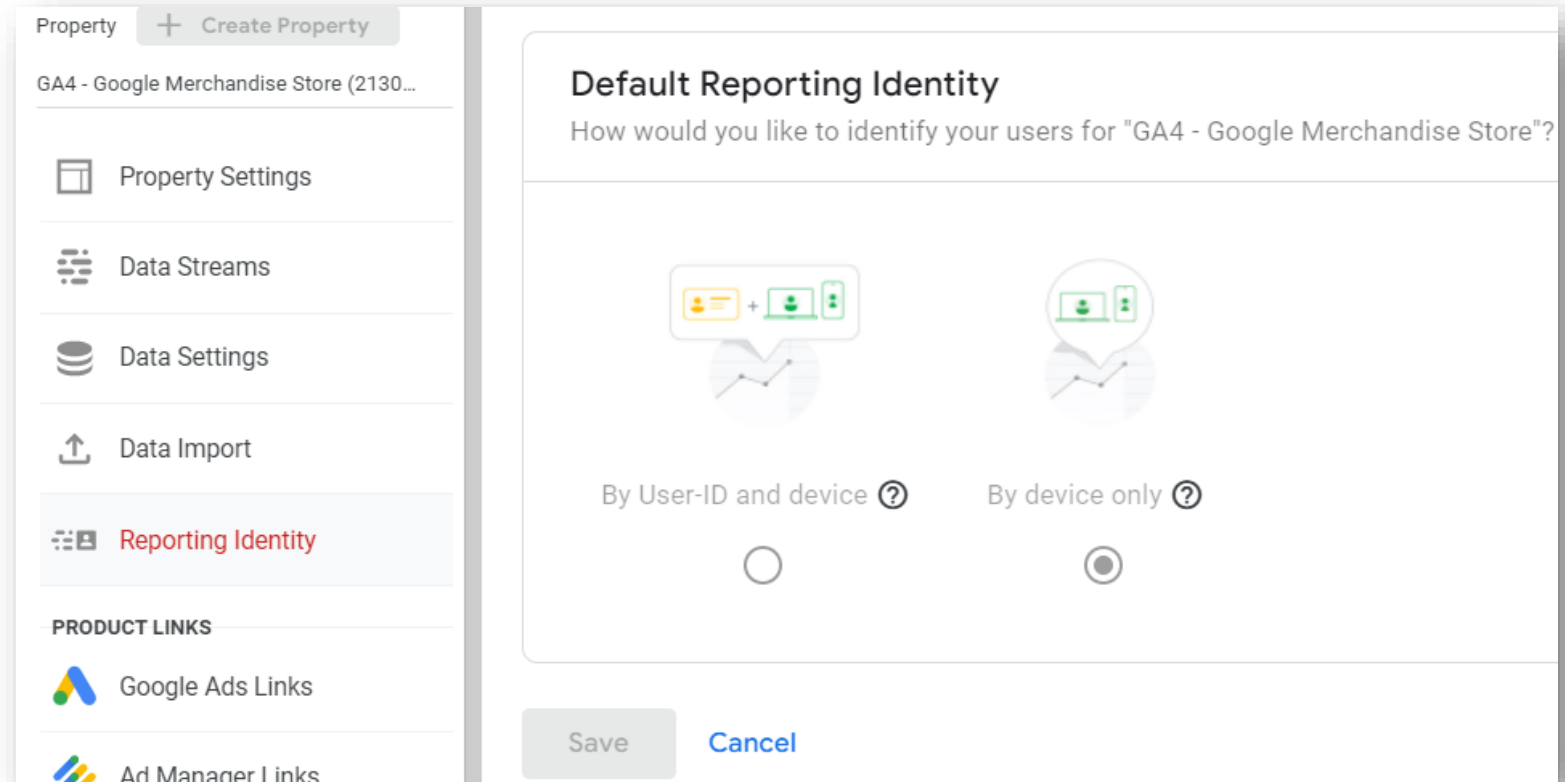 Property
+ Create Property
GA4 - Google Merchandise Store (2130...
Property Settings
Data Streams
Data Settings
Data Import
Reporting Identity
PRODUCT LINKS
Google Ads Links
Ad Manager Links
Default Reporting Identity
How would you like to identify your users for "GA4 - Google Merchandise Store"?
By User-ID and device
By device only
Save
Cancel